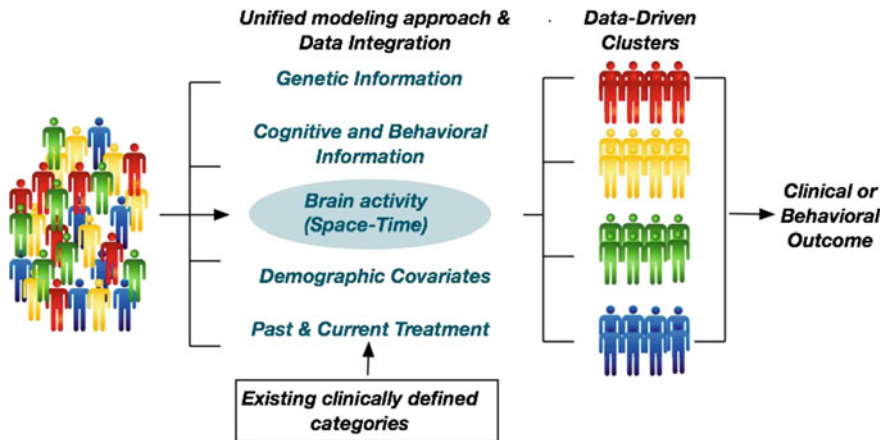 Unified modeling approach &
Data Integration
Genetic Information
Cognitive and Behavioral
Information
Brain activity
(Space-Time)
Demographic Covariates
Past & Current Treatment
Existing clinically defined
categories
Data-Driven
Clusters
Clinical or
Behavioral
Outcome